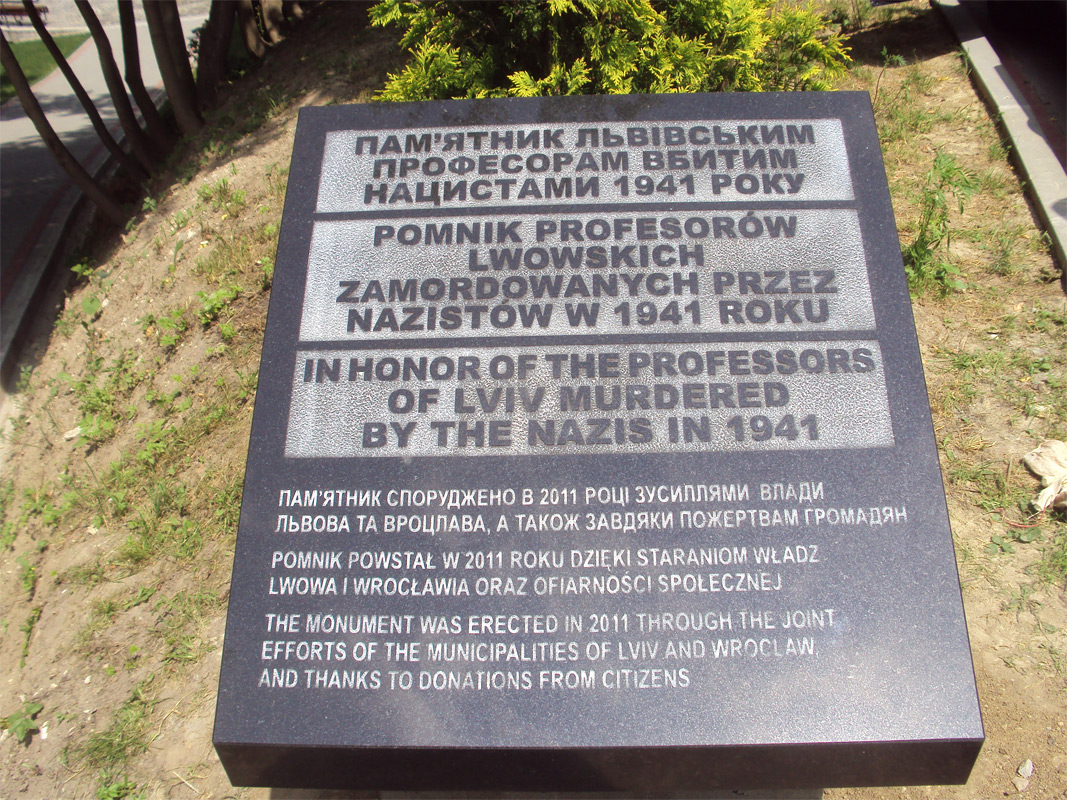 ПАМ'ЯТНИК ЛЬВІВСЬКИМ
ПРОФЕСОРАМ ВБИТИМ
НАЦИСТАМИ 1941 РОКУ
POMNIK PROFESORÓW
LWOWSKICH
ZAMORDOWANYCH PRZEZ
NAZISTÓW W 1941 ROKU
IN HONOR OF THE PROFESSORS
OF LVIV MURDERED
BY THE NAZIS IN 1941
ПАМ'ЯТНИК СПОРУДЖЕНО В 2011 РОЦІ ЗУСИЛЛЯМИ ВЛАДИ
ЛЬВОВА ТА ВРОЦЛАВА, А ТАКОЖ ЗАВДЯКИ ПОЖЕРТВАМ ГРОМАДЯН
POMNIK POWSTAŁ W 2011 ROKU DZIĘKI STARANIOM WŁADZ
LWOWA I WROCŁAWIA ORAZ OFIARNOŚCI SPOŁECZNEJ
THE MONUMENT WAS ERECTED IN 2011 THROUGH THE JOINT
EFFORTS OF THE MUNICIPALITIES OF LVIV AND WROCLAW,
AND THANKS TO DONATIONS FROM CITIZENS